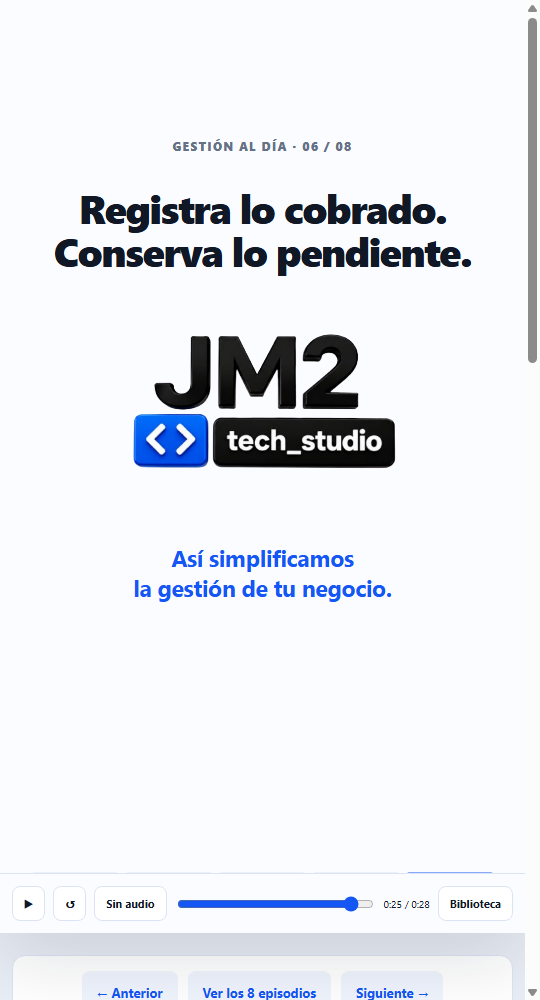 GESTIÓN AL DÍA · 06 / 08
Registra lo cobrado.
Conserva lo pendiente.
JM2
<> tech_studio
Así simplificamos
la gestión de tu negocio.
▶ ↺ Sin audio 0:25 / 0:28 Biblioteca
← Anterior Ver los 8 episodios Siguiente →